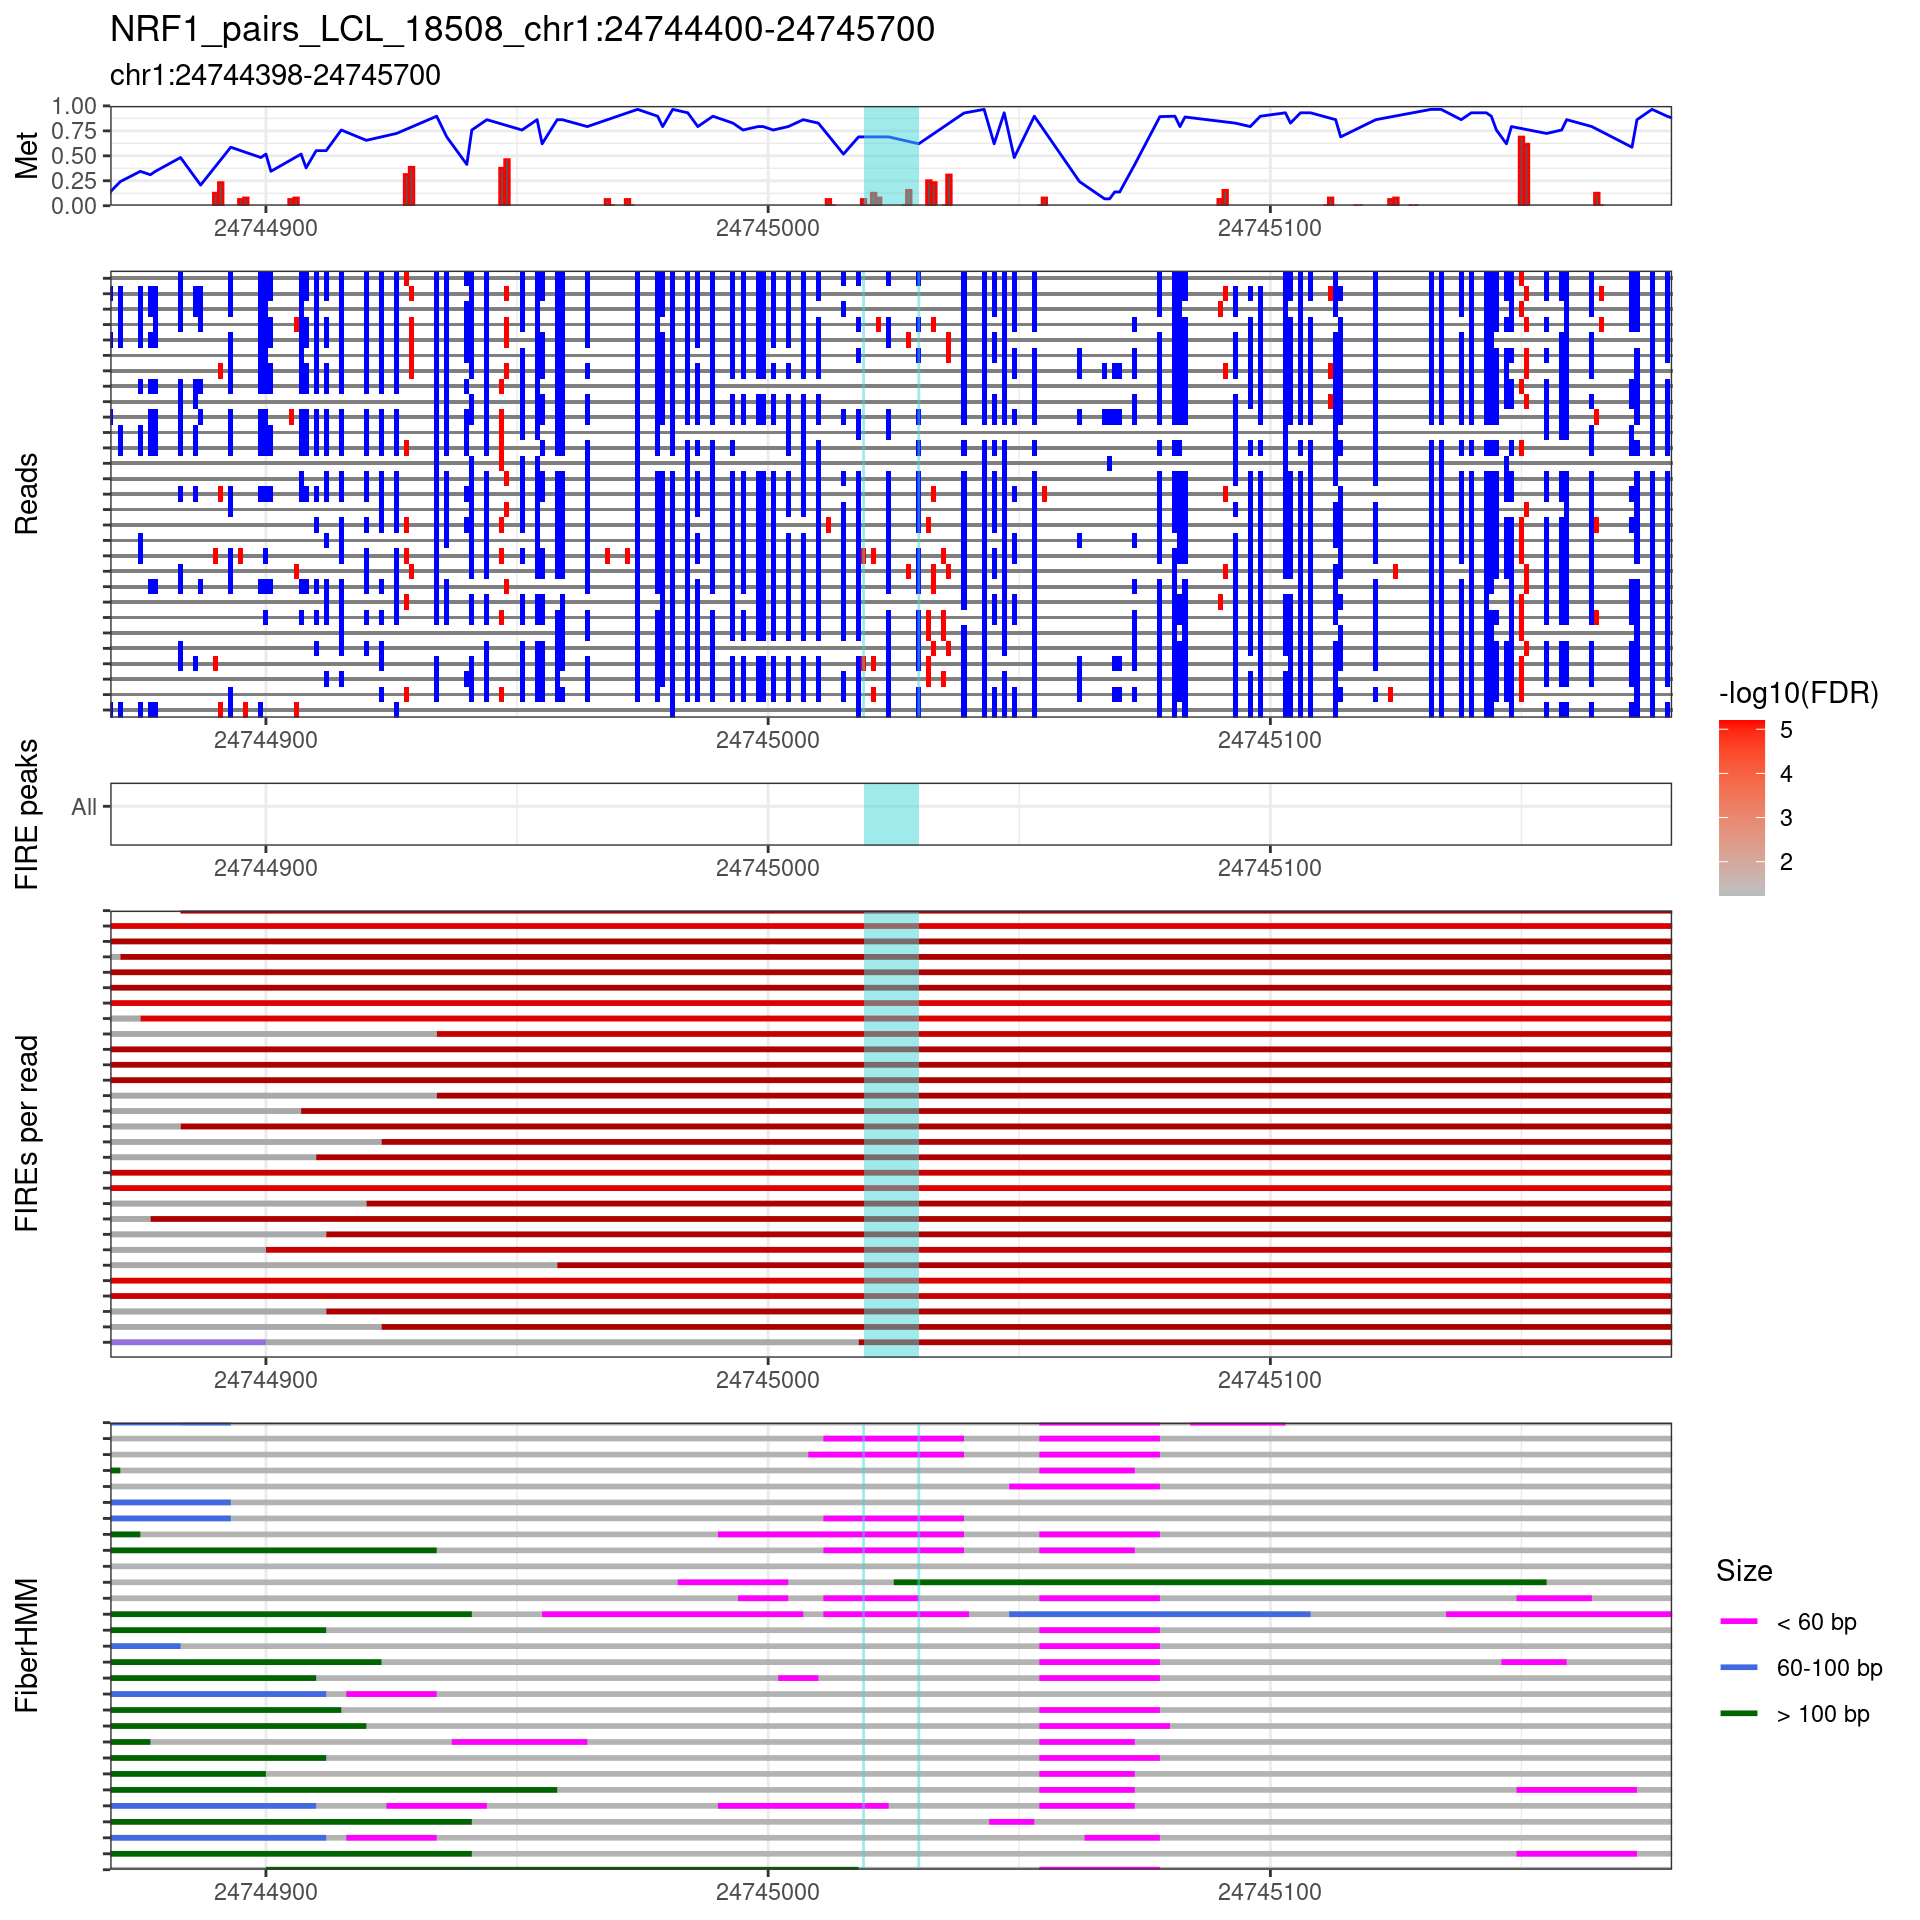 NRF1_pairs_LCL_18508_chr1:24744400-24745700
chr1:24744398-24745700
Met
1.00
0.75
0.50
0.25
0.00
24744900
24745000
24745100
Reads
24744900
24745000
24745100
FIRE peaks
All
24744900
24745000
24745100
-log10(FDR)
5
4
3
2
FIREs per read
24744900
24745000
24745100
FiberHMM
24744900
24745000
24745100
Size
< 60 bp
60-100 bp
> 100 bp